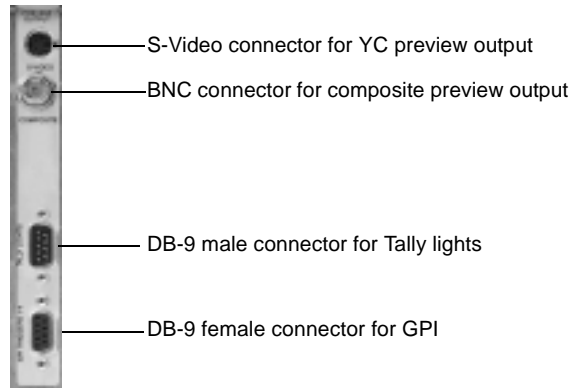 S-Video connector for YC preview output
BNC connector for composite preview output
COMPOSITE
DB-9 male connector for Tally lights
DB-9 female connector for GPI